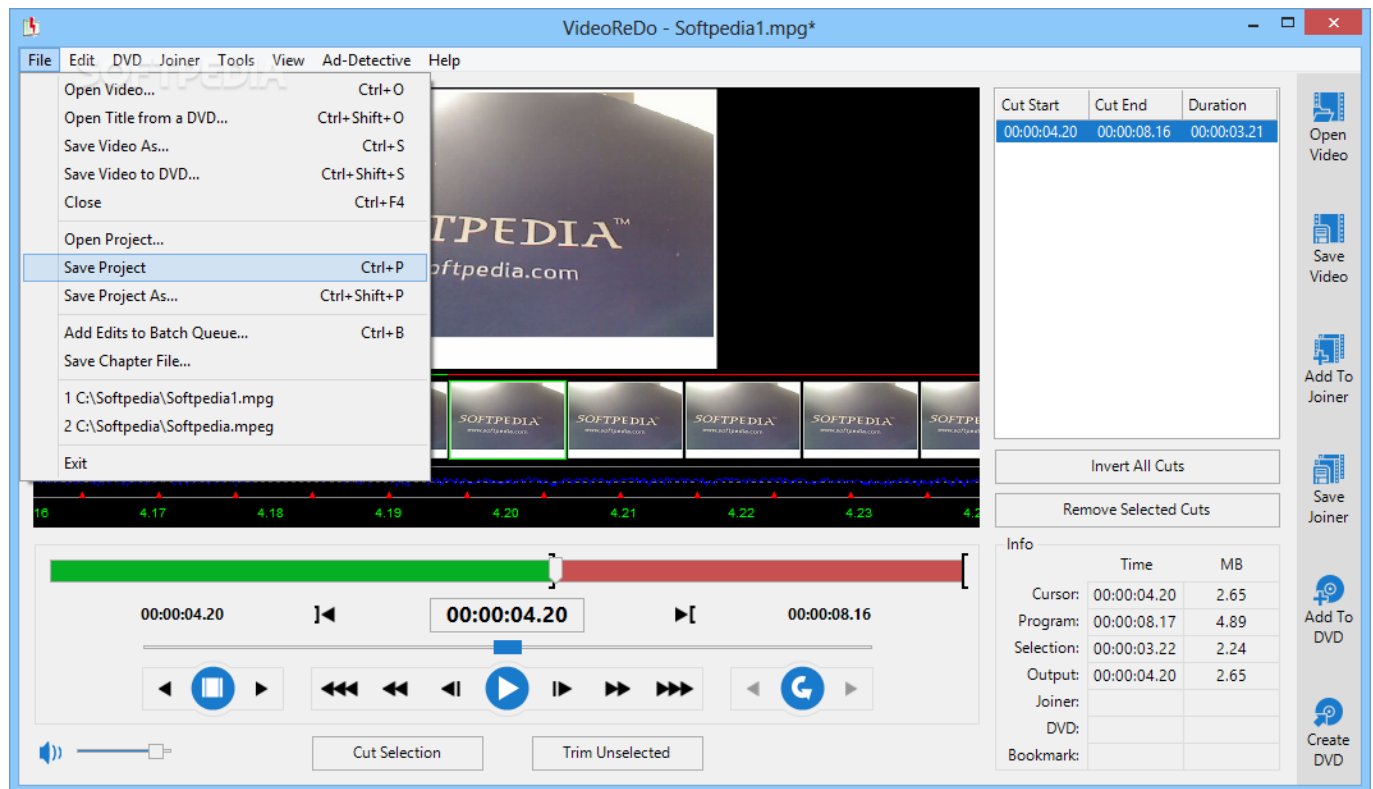 VideoReDo - Softpedia1.mpg*
File Edit DVD Joiner Tools View Ad-Detective Help
SOFTPEDIA
Open Video... Ctrl+O
Open Title from a DVD... Ctrl+Shift+O
Save Video As... Ctrl+S
Save Video to DVD... Ctrl+Shift+S
Close Ctrl+F4
Open Project...
Save Project Ctrl+P
Save Project As... Ctrl+Shift+P
Add Edits to Batch Queue... Ctrl+B
Save Chapter File...
1 C:\Softpedia\Softpedia1.mpg
2 C:\Softpedia\Softpedia.mpeg
Exit
TPEDIA™
oftpedia.com
SOFTPEDIA SOFTPEDIA SOFTPEDIA SOFTPEDIA SOFTPE
16 4.17 4.18 4.19 4.20 4.21 4.22 4.23 4.2
Cut Start Cut End Duration
00:00:04.20 00:00:08.16 00:00:03.21
Invert All Cuts
Remove Selected Cuts
Info
Time MB
Cursor: 00:00:04.20 2.65
Program: 00:00:08.17 4.89
Selection: 00:00:03.22 2.24
Output: 00:00:04.20 2.65
Joiner:
DVD:
Bookmark:
00:00:04.20 00:00:04.20 00:00:08.16
Cut Selection Trim Unselected
Open
Video
Save
Video
Add To
Joiner
Save
Joiner
Add To
DVD
Create
DVD